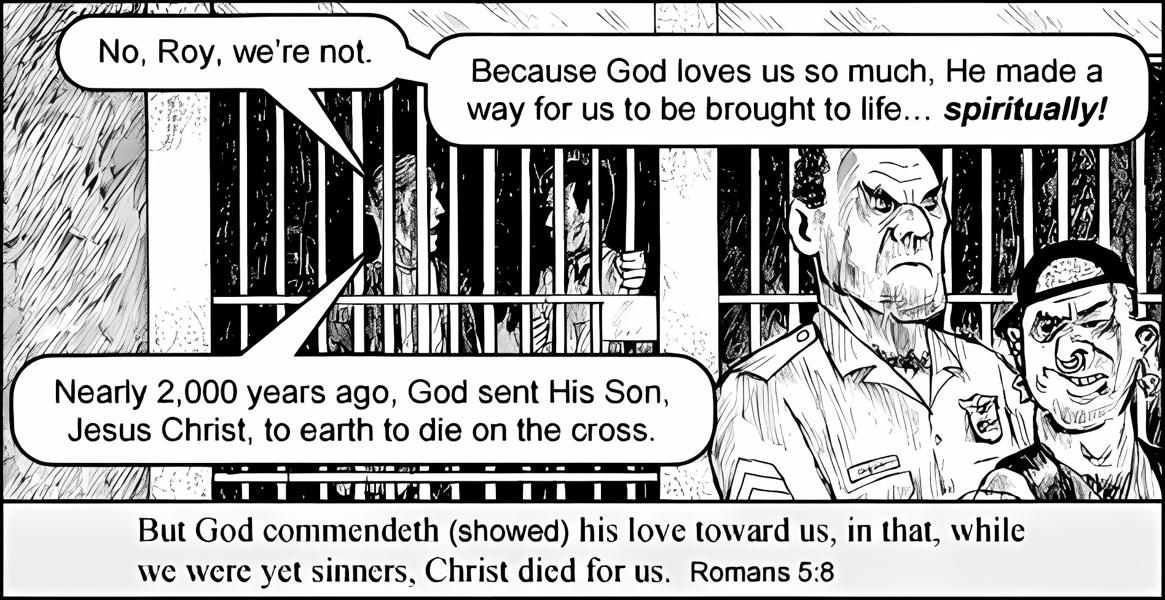 No, Roy, we're not.
Because God loves us so much, He made a
way for us to be brought to life... spiritually!
Nearly 2,000 years ago, God sent His Son,
Jesus Christ, to earth to die on the cross.
But God commendeth (showed) his love toward us, in that, while
we were yet sinners, Christ died for us. Romans 5:8